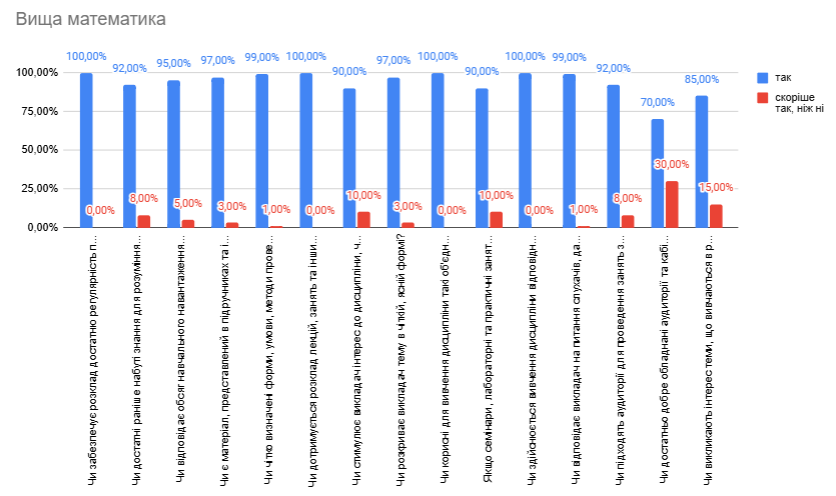 Вища математика
100,00% 92,00% 95,00% 97,00% 99,00% 100,00% 90,00% 97,00% 100,00% 90,00% 100,00% 99,00% 92,00% 70,00% 85,00%
0,00% 8,00% 5,00% 3,00% 1,00% 0,00% 10,00% 3,00% 0,00% 10,00% 0,00% 1,00% 8,00% 30,00% 15,00%
100,00%
75,00%
50,00%
25,00%
0,00%
так
скоріше
так, ніж ні
Чи забезпечує розклад достатню регулярність п...
Чи достатні раніше набуті знання для розуміння...
Чи відповідає обсяг навчального навантаження...
Чи є матеріал, представлений в підручниках та і...
Чи чітко визначені форми, умови, методи прове...
Чи дотримується розклад лекцій, занять та інши...
Чи стимулює викладач інтерес до дисципліни, ч...
Чи розкриває викладач тему в чіткій, ясній формі?
Чи корисні для вивчення дисципліни такі об'єдн...
Якщо семінари, лабораторні та практичні занят...
Чи здійснюється вивчення дисципліни відповідн...
Чи відповідає викладач на питання слухачів, да...
Чи підходять аудиторії для проведення занять з...
Чи достатньо добре обладнані аудиторії та кабі...
Чи викликають інтерес теми, що вивчаються в р...